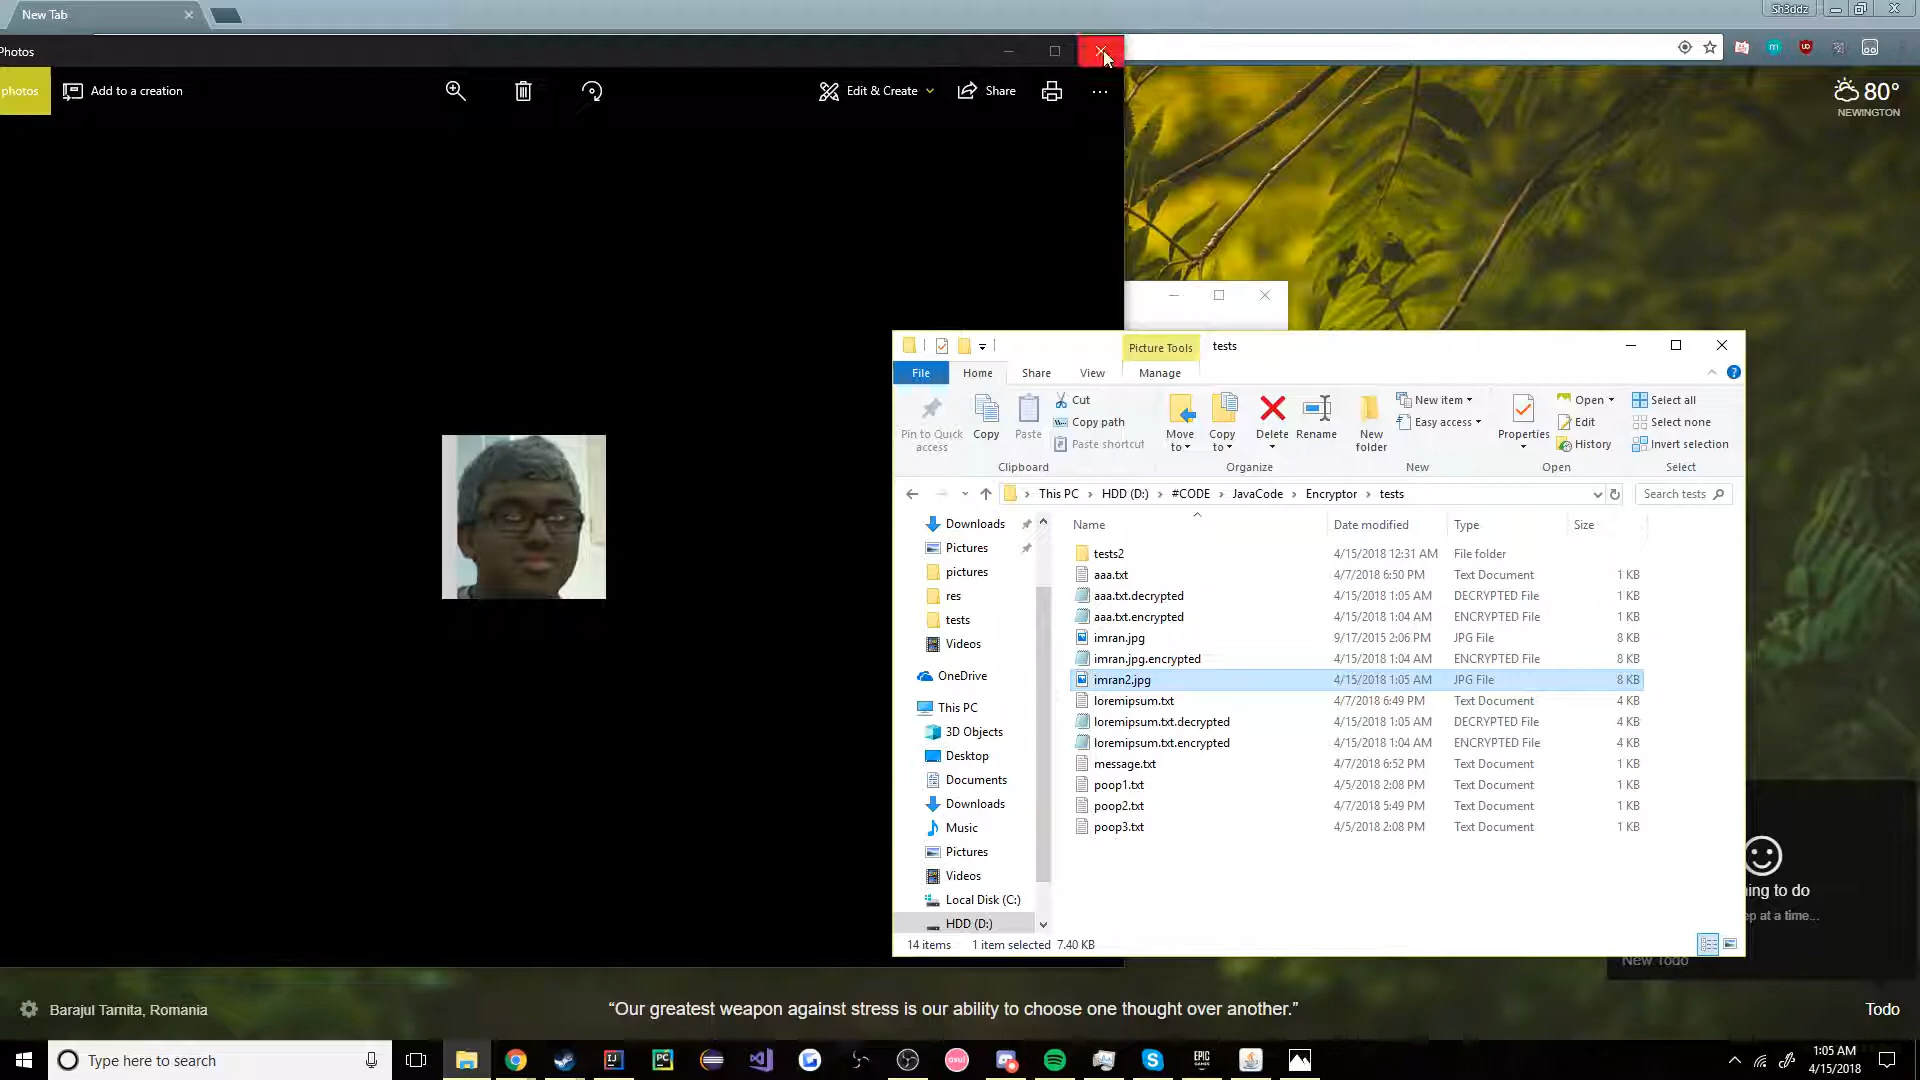 New Tab
Sh3ddz
Photos
photos
Add to a creation
Edit & Create
Share
80°
NEWINGTON
Picture Tools
tests
File
Home
Share
View
Manage
Pin to Quick access
Copy
Paste
Cut
Copy path
Paste shortcut
Move to
Copy to
Delete
Rename
New folder
New item
Easy access
Properties
Open
Edit
History
Select all
Select none
Invert selection
Clipboard
Organize
New
Open
Select
This PC
HDD (D:)
#CODE
JavaCode
Encryptor
tests
Search tests
Name
Date modified
Type
Size
Downloads
Pictures
pictures
res
tests
Videos
OneDrive
This PC
3D Objects
Desktop
Documents
Downloads
Music
Pictures
Videos
Local Disk (C:)
HDD (D:)
tests2 4/15/2018 12:31 AM File folder
aaa.txt 4/7/2018 6:50 PM Text Document 1 KB
aaa.txt.decrypted 4/15/2018 1:05 AM DECRYPTED File 1 KB
aaa.txt.encrypted 4/15/2018 1:04 AM ENCRYPTED File 1 KB
imran.jpg 9/17/2015 2:06 PM JPG File 8 KB
imran.jpg.encrypted 4/15/2018 1:04 AM ENCRYPTED File 8 KB
imran2.jpg 4/15/2018 1:05 AM JPG File 8 KB
loremipsum.txt 4/7/2018 6:49 PM Text Document 4 KB
loremipsum.txt.decrypted 4/15/2018 1:05 AM DECRYPTED File 4 KB
loremipsum.txt.encrypted 4/15/2018 1:04 AM ENCRYPTED File 4 KB
message.txt 4/7/2018 6:52 PM Text Document 1 KB
poop1.txt 4/5/2018 2:08 PM Text Document 1 KB
poop2.txt 4/7/2018 5:49 PM Text Document 1 KB
poop3.txt 4/5/2018 2:08 PM Text Document 1 KB
14 items 1 item selected 7.40 KB
ing to do
ep at a time...
New Todo
Barajul Tarnita, Romania
“Our greatest weapon against stress is our ability to choose one thought over another.”
Todo
Type here to search
osu!
EPIC
GAMES
1:05 AM
4/15/2018